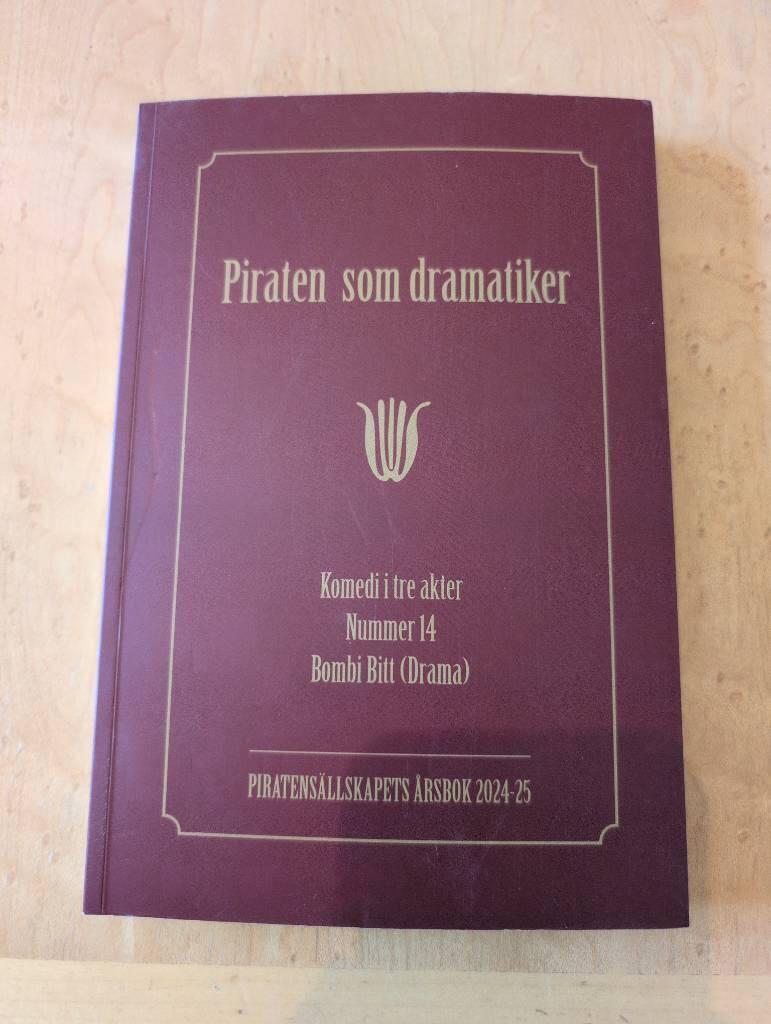 Piraten som dramatiker
Komedi i tre akter
Nummer 14
Bombi Bitt (Drama)
PIRATENSÄLLSKAPETS ÅRSBOK 2024-25